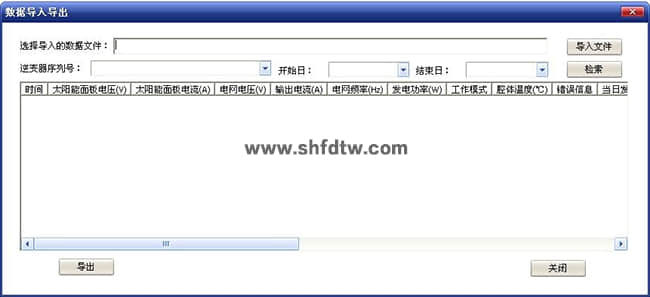 数据导入导出
选择导入的数据文件： 导入文件
逆变器序列号： 开始日： 结束日： 检索
时间 太阳能面板电压(V) 太阳能面板电流(A) 电网电压(V) 输出电流(A) 电网频率(Hz) 发电功率(W) 工作模式 腔体温度(℃) 错误信息 当日发
www.shfdtw.com
导出 关闭